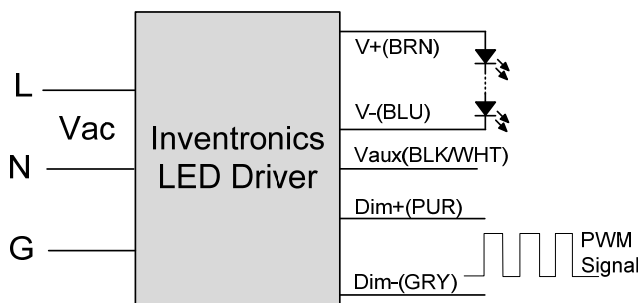 L
Vac
N
G
Inventronics
LED Driver
V+(BRN)
V-(BLU)
Vaux(BLK/WHT)
Dim+(PUR)
Dim-(GRY)
PWM
Signal